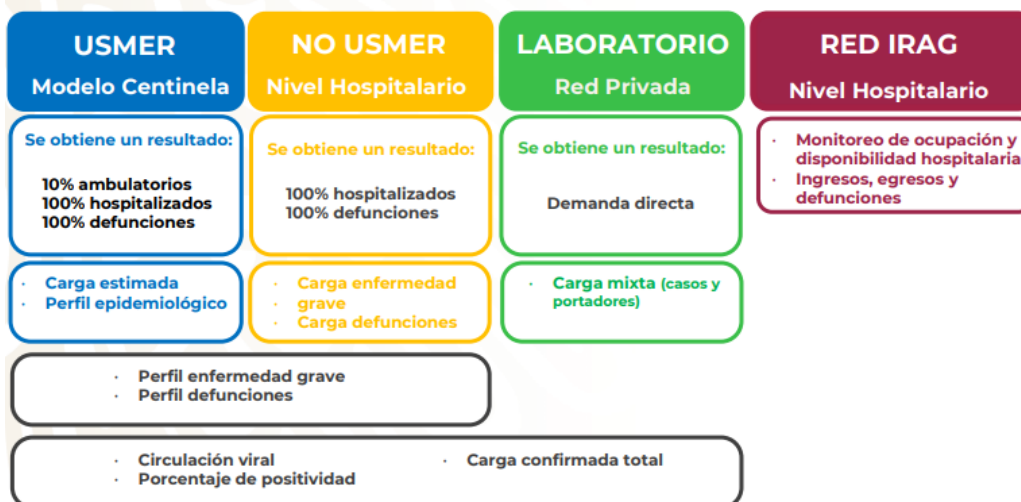 USMER
Modelo Centinela
NO USMER
Nivel Hospitalario
LABORATORIO
Red Privada
RED IRAG
Nivel Hospitalario
Se obtiene un resultado:
10% ambulatorios
100% hospitalizados
100% defunciones
Se obtiene un resultado:
100% hospitalizados
100% defunciones
Se obtiene un resultado:
Demanda directa
· Monitoreo de ocupación y
disponibilidad hospitalaria
· Ingresos, egresos y
defunciones
· Carga estimada
· Perfil epidemiológico
· Carga enfermedad
· grave
· Carga defunciones
· Carga mixta (casos y
portadores)
· Perfil enfermedad grave
· Perfil defunciones
· Circulación viral
· Porcentaje de positividad
· Carga confirmada total